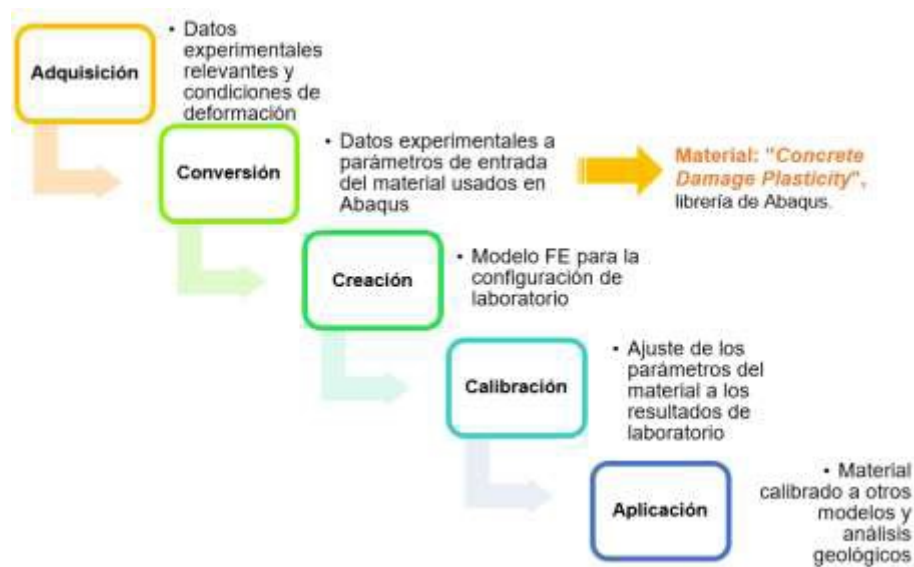 Adquisición
• Datos
experimentales
relevantes y
condiciones de
deformación
Conversión
• Datos experimentales a
parámetros de entrada
del material usados en
Abaqus
Material: "Concrete
Damage Plasticity",
librería de Abaqus.
Creación
• Modelo FE para la
configuración de
laboratorio
Calibración
• Ajuste de los
parámetros del
material a los
resultados de
laboratorio
Aplicación
• Material
calibrado a otros
modelos y
análisis
geológicos